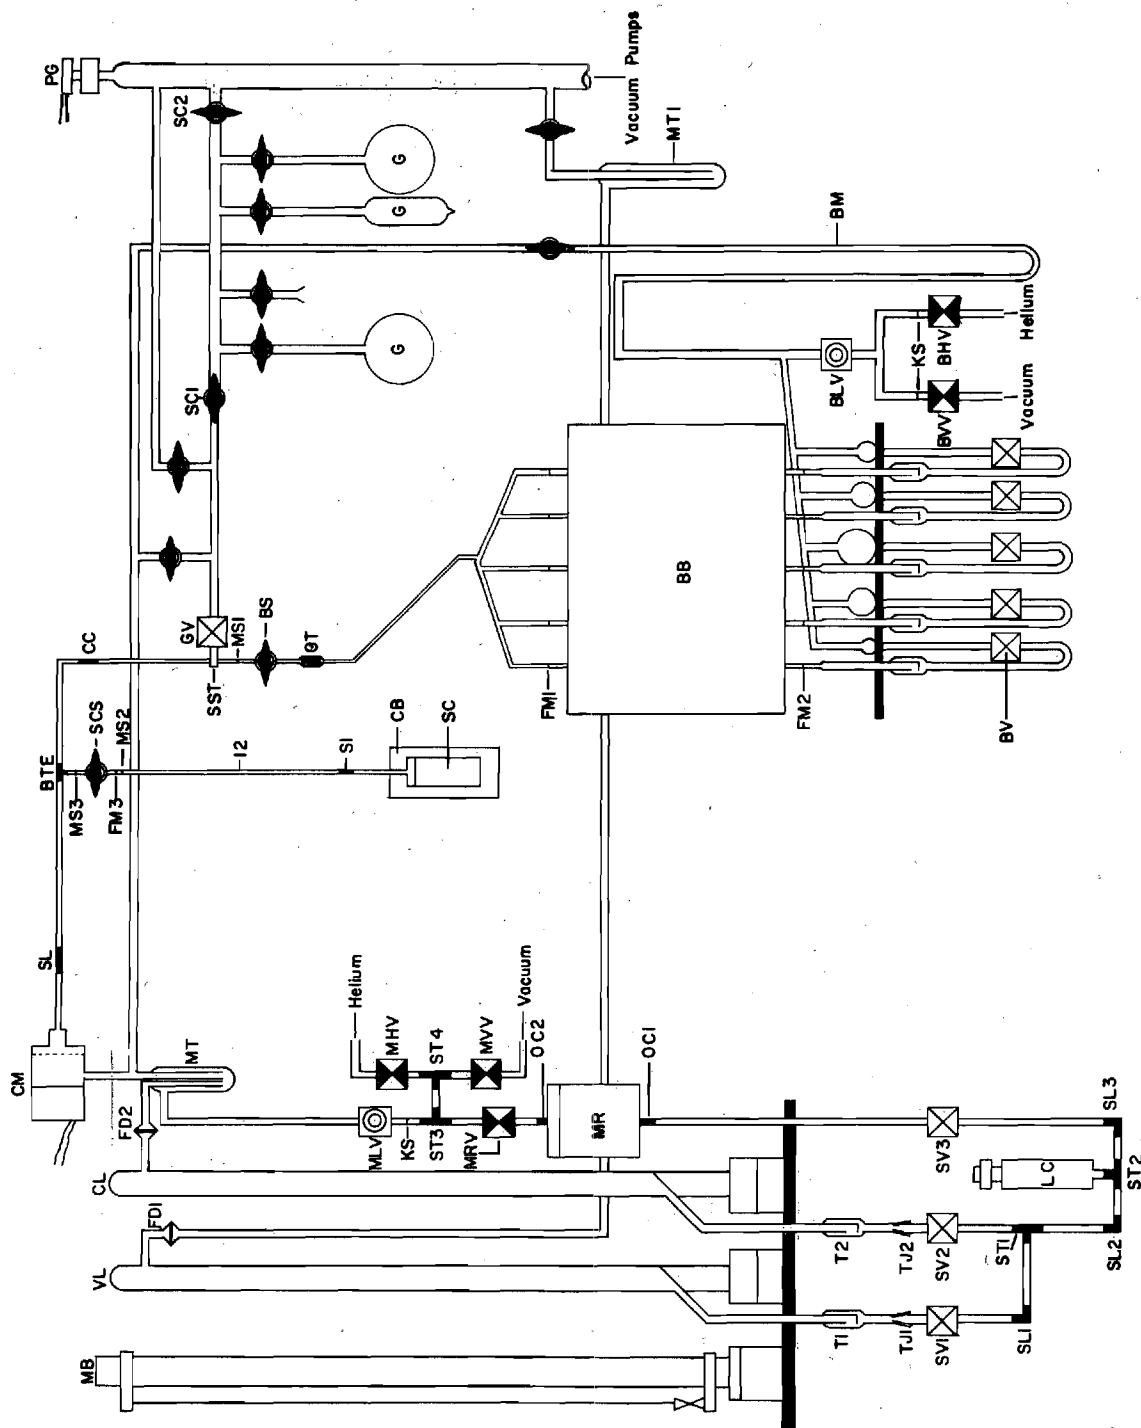 PG
SC2
G
G
G
Vacuum Pumps
MT1
BM
SC1
KS
BHV
Helium
BLV
BVV
Vacuum
GV
CC
SST
MS1
BS
BB
FM1
FM2
BV
BTE
MS3
SCS
FM3
MS2
I2
S1
CB
SC
SL
CM
MT
FD2
Helium
MHV
ST4
MVV
Vacuum
OC2
MLV
KS
ST3
MRV
MR
OC1
CL
FD1
VL
MB
SV3
SL3
LC
ST2
T2
TJ2
SV2
ST1
SL2
T1
TJ1
SV1
SL1